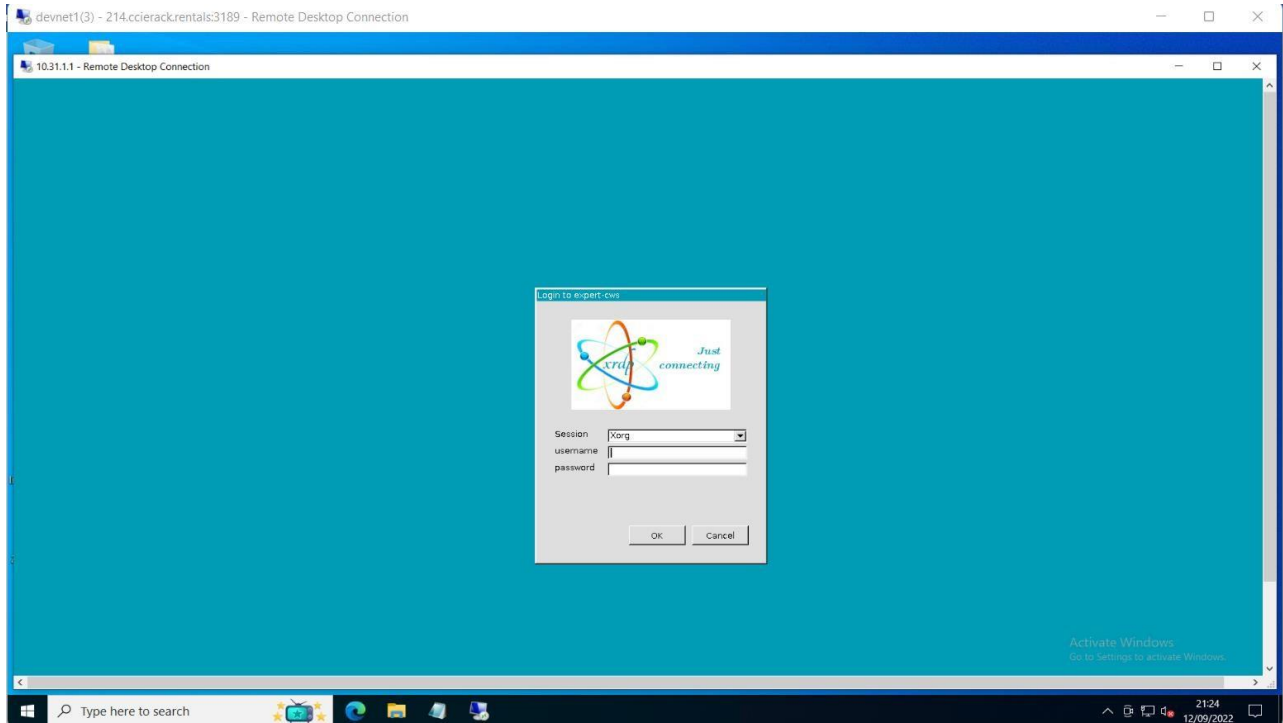 devnet1(3) - 214.ccierack.rentals:3189 - Remote Desktop Connection
10.31.1.1 - Remote Desktop Connection
Login to expert-cws
xrdp
Just
connecting
Session Xorg
username
password
OK Cancel
Activate Windows
Go to Settings to activate Windows.
Type here to search
21:24
12/09/2022